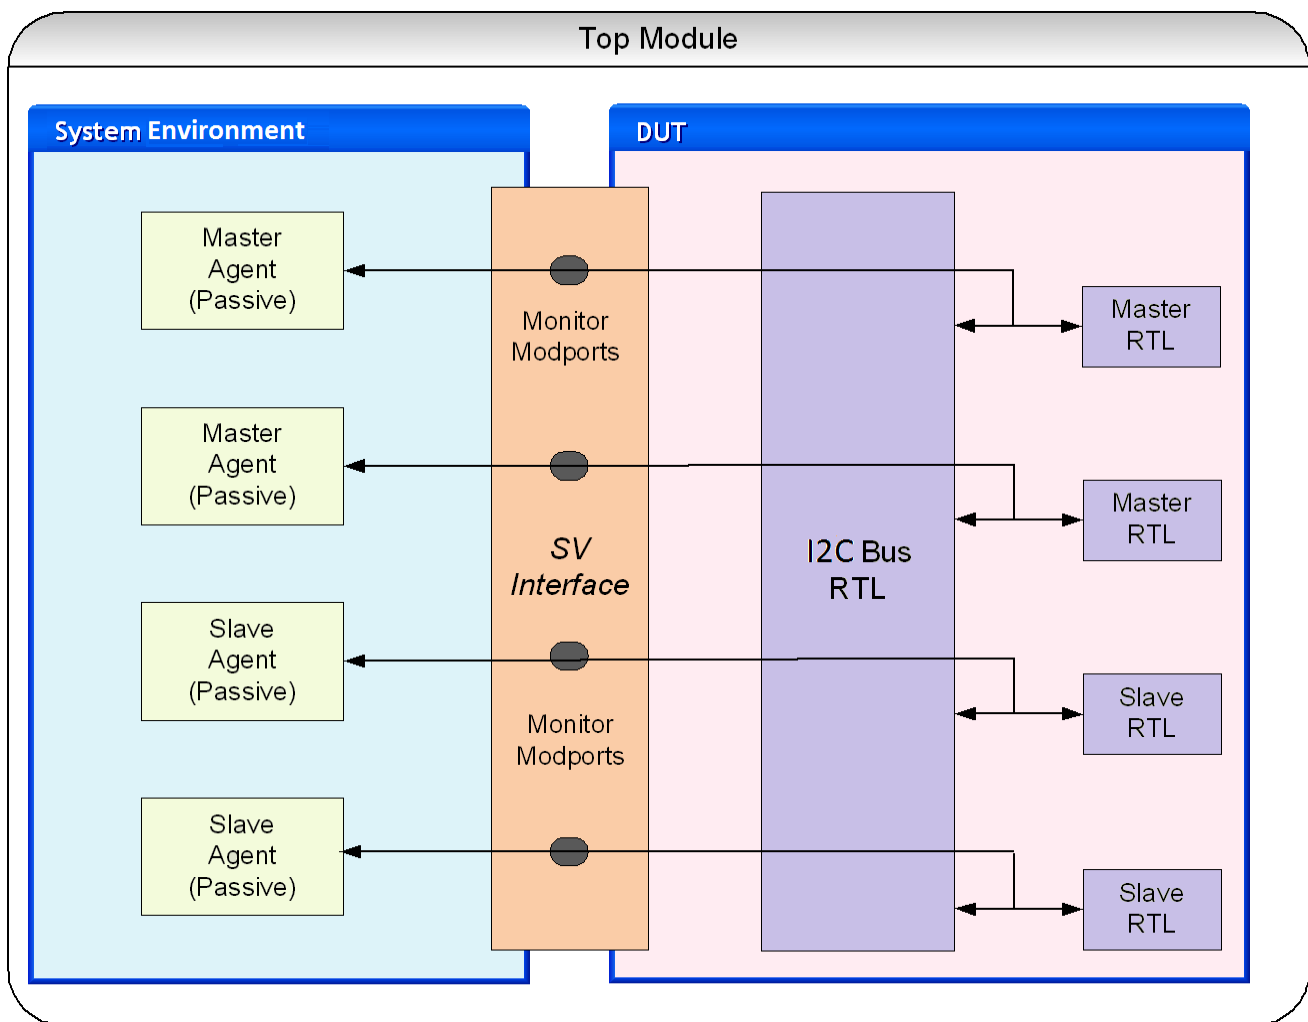 Top Module
System Environment
DUT
Master
Agent
(Passive)
Monitor
Modports
Master
RTL
Master
Agent
(Passive)
Master
RTL
SV
Interface
I2C Bus
RTL
Slave
Agent
(Passive)
Monitor
Modports
Slave
RTL
Slave
Agent
(Passive)
Slave
RTL